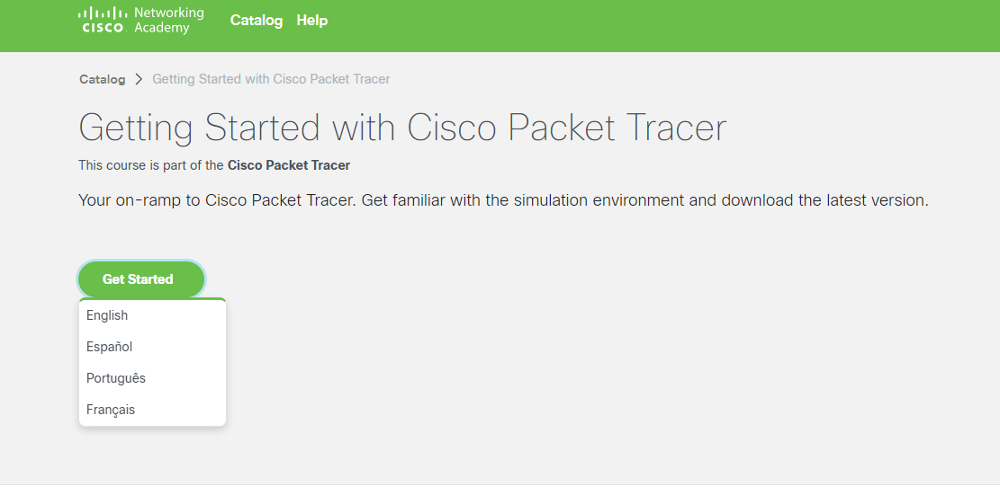 CISCO Networking Academy
Catalog Help
Catalog > Getting Started with Cisco Packet Tracer
Getting Started with Cisco Packet Tracer
This course is part of the Cisco Packet Tracer
Your on-ramp to Cisco Packet Tracer. Get familiar with the simulation environment and download the latest version.
Get Started
English
Español
Português
Français